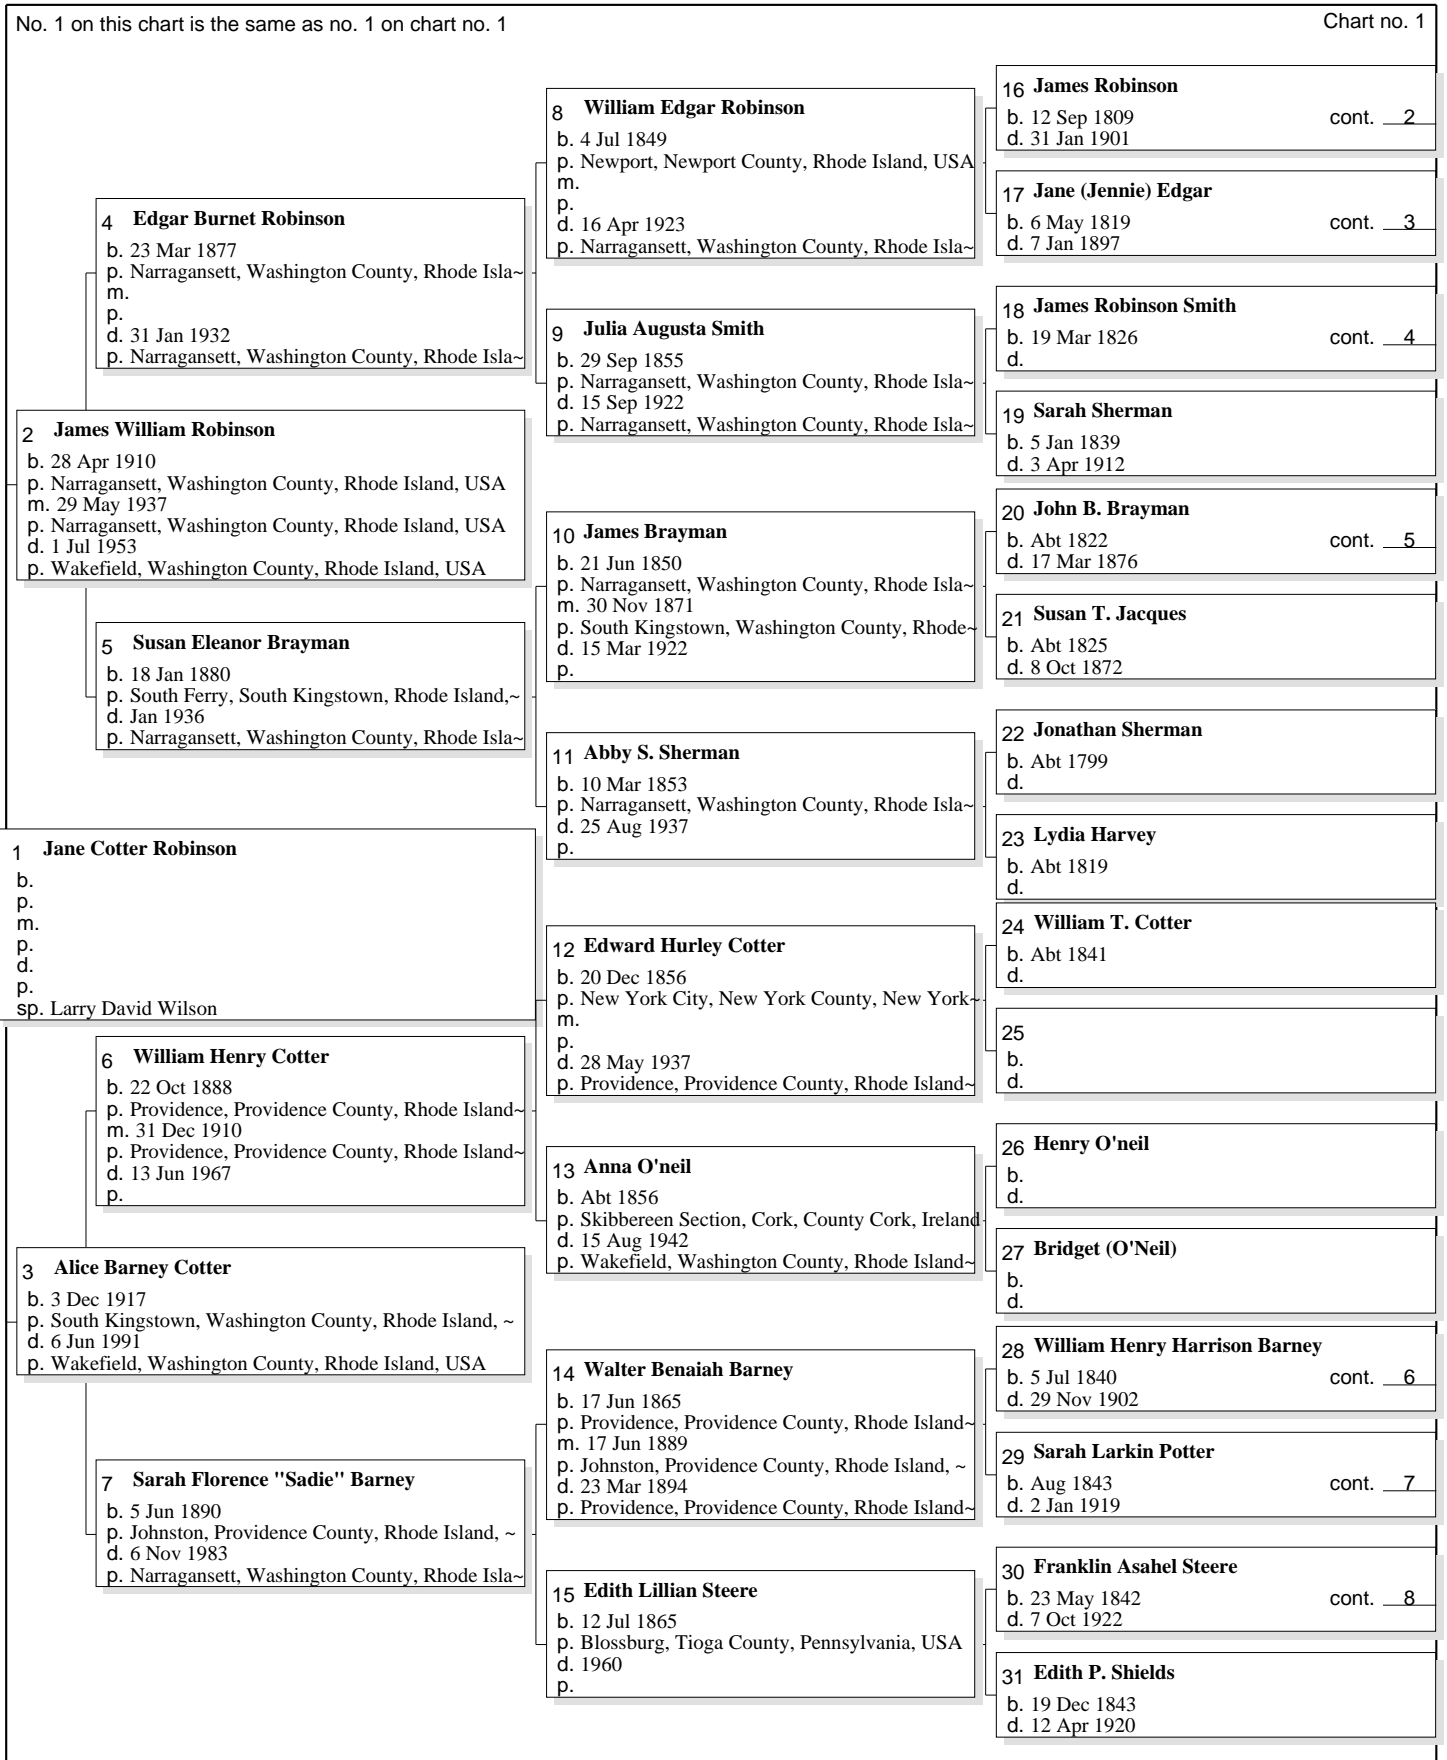 No. 1 on this chart is the same as no. 1 on chart no. 1
Chart no. 1
1 Jane Cotter Robinson
b.
p.
m.
p.
d.
p.
sp. Larry David Wilson
2 James William Robinson
b. 28 Apr 1910
p. Narragansett, Washington County, Rhode Island, USA
m. 29 May 1937
p. Narragansett, Washington County, Rhode Island, USA
d. 1 Jul 1953
p. Wakefield, Washington County, Rhode Island, USA
3 Alice Barney Cotter
b. 3 Dec 1917
p. South Kingstown, Washington County, Rhode Island, ~
d. 6 Jun 1991
p. Wakefield, Washington County, Rhode Island, USA
4 Edgar Burnet Robinson
b. 23 Mar 1877
p. Narragansett, Washington County, Rhode Isla~
m.
p.
d. 31 Jan 1932
p. Narragansett, Washington County, Rhode Isla~
5 Susan Eleanor Brayman
b. 18 Jan 1880
p. South Ferry, South Kingstown, Rhode Island,~
d. Jan 1936
p. Narragansett, Washington County, Rhode Isla~
6 William Henry Cotter
b. 22 Oct 1888
p. Providence, Providence County, Rhode Island~
m. 31 Dec 1910
p. Providence, Providence County, Rhode Island~
d. 13 Jun 1967
p.
7 Sarah Florence "Sadie" Barney
b. 5 Jun 1890
p. Johnston, Providence County, Rhode Island, ~
d. 6 Nov 1983
p. Narragansett, Washington County, Rhode Isla~
8 William Edgar Robinson
b. 4 Jul 1849
p. Newport, Newport County, Rhode Island, USA
m.
p.
d. 16 Apr 1923
p. Narragansett, Washington County, Rhode Isla~
9 Julia Augusta Smith
b. 29 Sep 1855
p. Narragansett, Washington County, Rhode Isla~
d. 15 Sep 1922
p. Narragansett, Washington County, Rhode Isla~
10 James Brayman
b. 21 Jun 1850
p. Narragansett, Washington County, Rhode Isla~
m. 30 Nov 1871
p. South Kingstown, Washington County, Rhode~
d. 15 Mar 1922
p.
11 Abby S. Sherman
b. 10 Mar 1853
p. Narragansett, Washington County, Rhode Isla~
d. 25 Aug 1937
p.
12 Edward Hurley Cotter
b. 20 Dec 1856
p. New York City, New York County, New York~
m.
p.
d. 28 May 1937
p. Providence, Providence County, Rhode Island~
13 Anna O'neil
b. Abt 1856
p. Skibbereen Section, Cork, County Cork, Ireland
d. 15 Aug 1942
p. Wakefield, Washington County, Rhode Island~
14 Walter Benaiah Barney
b. 17 Jun 1865
p. Providence, Providence County, Rhode Island~
m. 17 Jun 1889
p. Johnston, Providence County, Rhode Island, ~
d. 23 Mar 1894
p. Providence, Providence County, Rhode Island~
15 Edith Lillian Steere
b. 12 Jul 1865
p. Blossburg, Tioga County, Pennsylvania, USA
d. 1960
p.
16 James Robinson
b. 12 Sep 1809 cont. 2
d. 31 Jan 1901
17 Jane (Jennie) Edgar
b. 6 May 1819 cont. 3
d. 7 Jan 1897
18 James Robinson Smith
b. 19 Mar 1826 cont. 4
d.
19 Sarah Sherman
b. 5 Jan 1839
d. 3 Apr 1912
20 John B. Brayman
b. Abt 1822 cont. 5
d. 17 Mar 1876
21 Susan T. Jacques
b. Abt 1825
d. 8 Oct 1872
22 Jonathan Sherman
b. Abt 1799
d.
23 Lydia Harvey
b. Abt 1819
d.
24 William T. Cotter
b. Abt 1841
d.
25
b.
d.
26 Henry O'neil
b.
d.
27 Bridget (O'Neil)
b.
d.
28 William Henry Harrison Barney
b. 5 Jul 1840 cont. 6
d. 29 Nov 1902
29 Sarah Larkin Potter
b. Aug 1843 cont. 7
d. 2 Jan 1919
30 Franklin Asahel Steere
b. 23 May 1842 cont. 8
d. 7 Oct 1922
31 Edith P. Shields
b. 19 Dec 1843
d. 12 Apr 1920